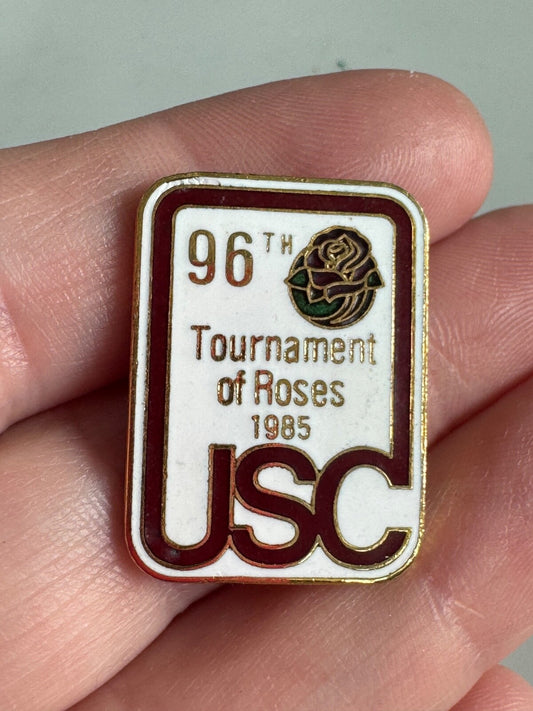 96TH
Tournament
of Roses
1985
USC